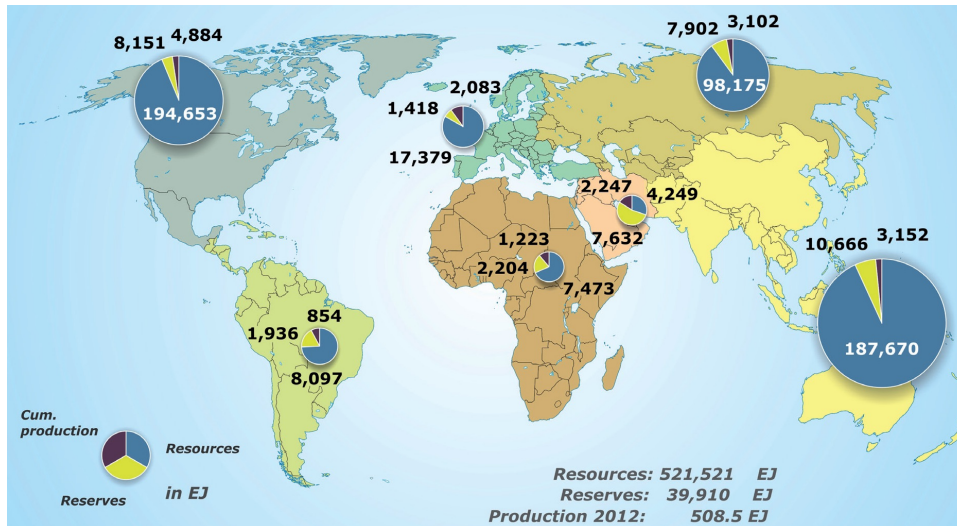 8,151 4,884
194,653
7,902 3,102
98,175
2,083
1,418
17,379
2,247 4,249
7,632
1,223
2,204
7,473
10,666 3,152
187,670
854
1,936
8,097
Cum.
production
Resources
Reserves
in EJ
Resources: 521,521 EJ
Reserves: 39,910 EJ
Production 2012: 508.5 EJ